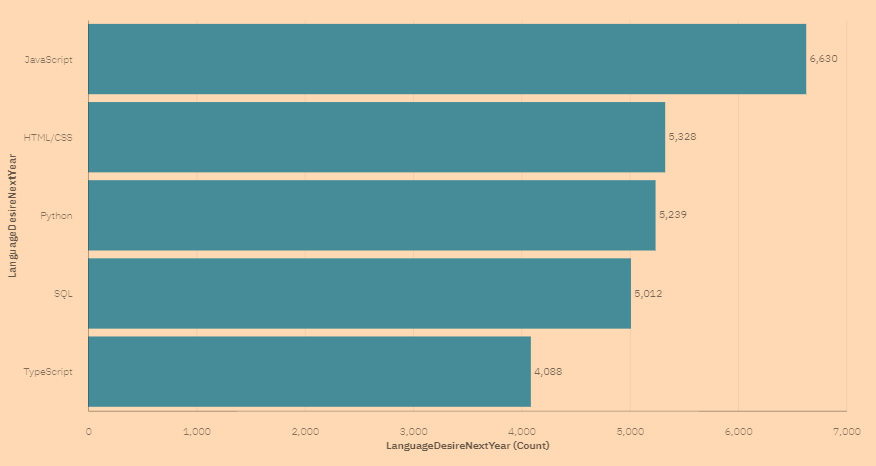 LanguageDesireNextYear
JavaScript 6,630
HTML/CSS 5,328
Python 5,239
SQL 5,012
TypeScript 4,088
0 1,000 2,000 3,000 4,000 5,000 6,000 7,000
LanguageDesireNextYear (Count)